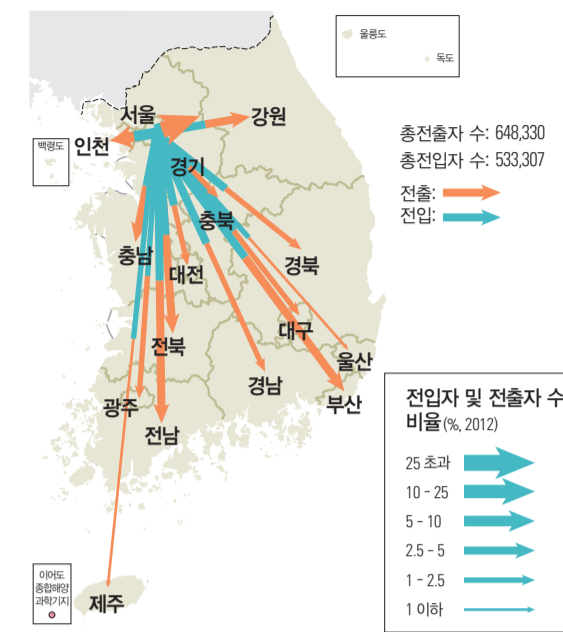 울릉도
독도
서울
강원
인천
백령도
경기
총전출자 수: 648,330
총전입자 수: 533,307
전출:
전입:
충북
충남
대전
경북
전북
대구
울산
광주
경남
부산
전남
제주
이어도
종합해양
과학기지
전입자 및 전출자 수
비율(%, 2012)
25 초과
10 - 25
5 - 10
2.5 - 5
1 - 2.5
1 이하